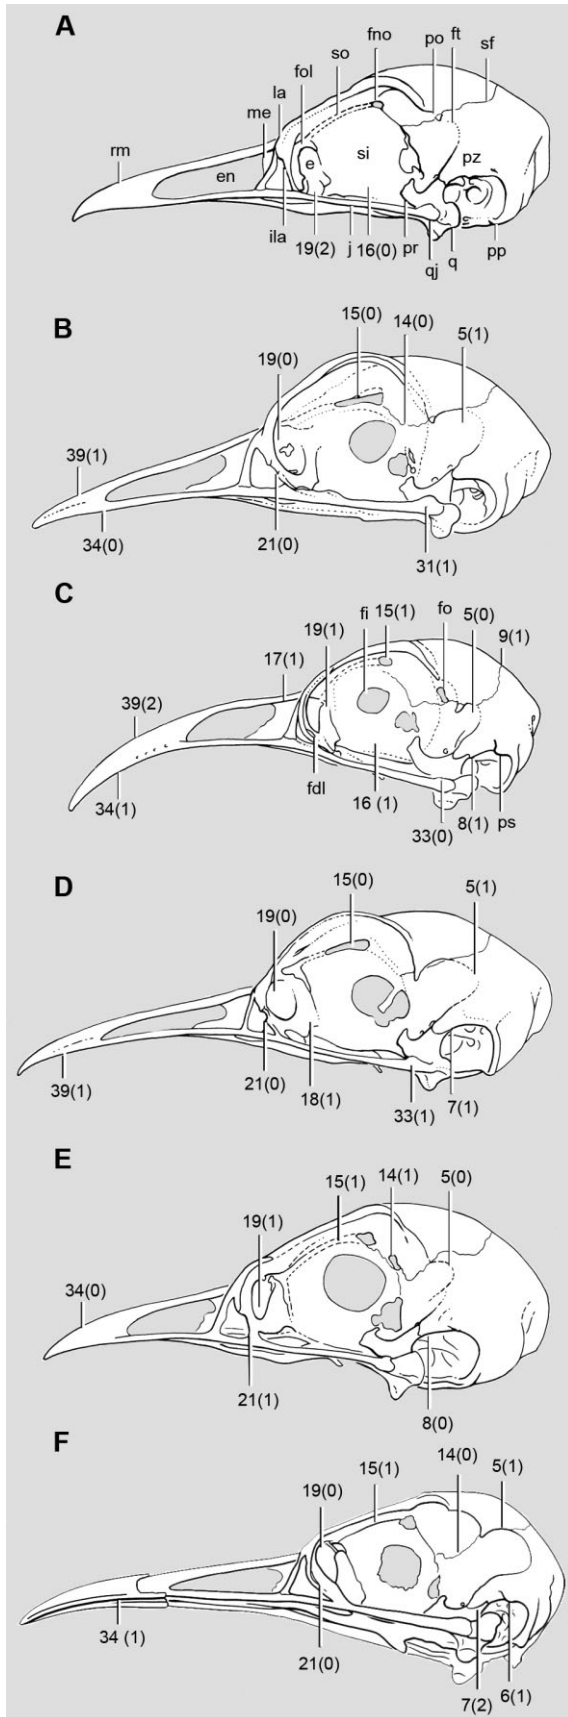 A
fno
po
ft
sf
so
fol
la
me
rm
en
e
si
pz
ila
19(2)
j
16(0)
pr
qj
q
pp
B
15(0)
14(0)
5(1)
19(0)
39(1)
34(0)
21(0)
31(1)
C
fi
15(1)
fo
5(0)
9(1)
19(1)
17(1)
39(2)
34(1)
fdl
16 (1)
33(0)
8(1)
ps
D
15(0)
5(1)
19(0)
39(1)
21(0)
18(1)
33(1)
7(1)
E
15(1)
14(1)
5(0)
19(1)
34(0)
21(1)
8(0)
F
14(0)
15(1)
5(1)
19(0)
34 (1)
21(0)
7(2)
6(1)